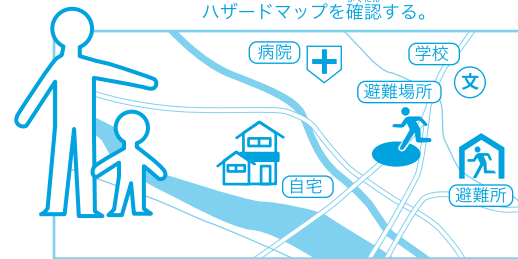 ハザードマップを確認する。
病院
学校
文
避難場所
避難所
自宅